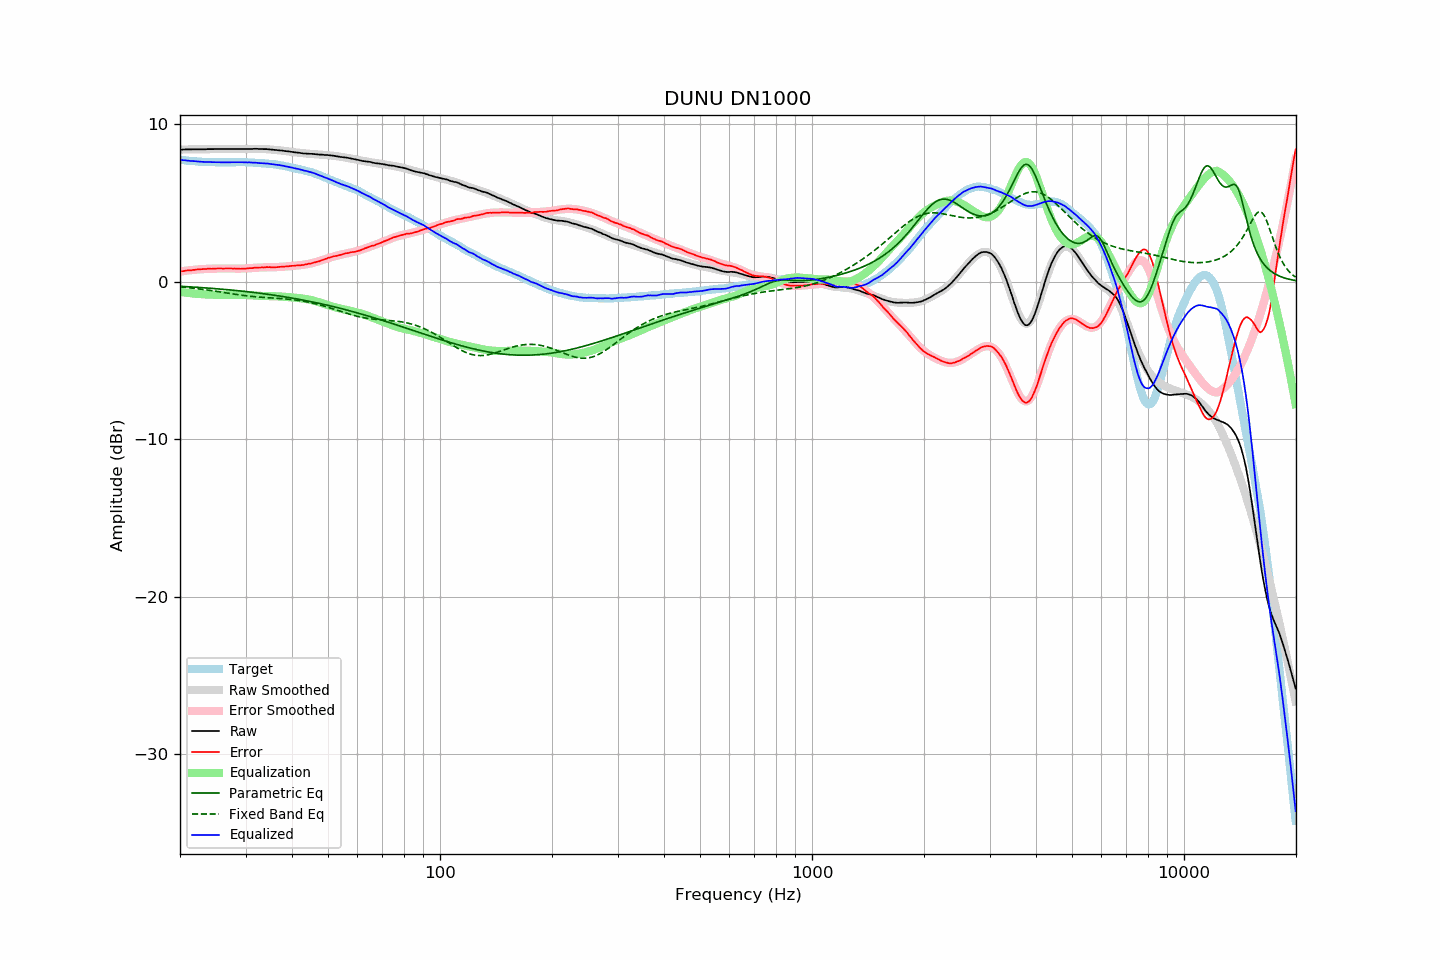 DUNU DN1000
10
0
−10
−20
−30
Amplitude (dBr)
100
1000
10000
Frequency (Hz)
Target
Raw Smoothed
Error Smoothed
Raw
Error
Equalization
Parametric Eq
Fixed Band Eq
Equalized